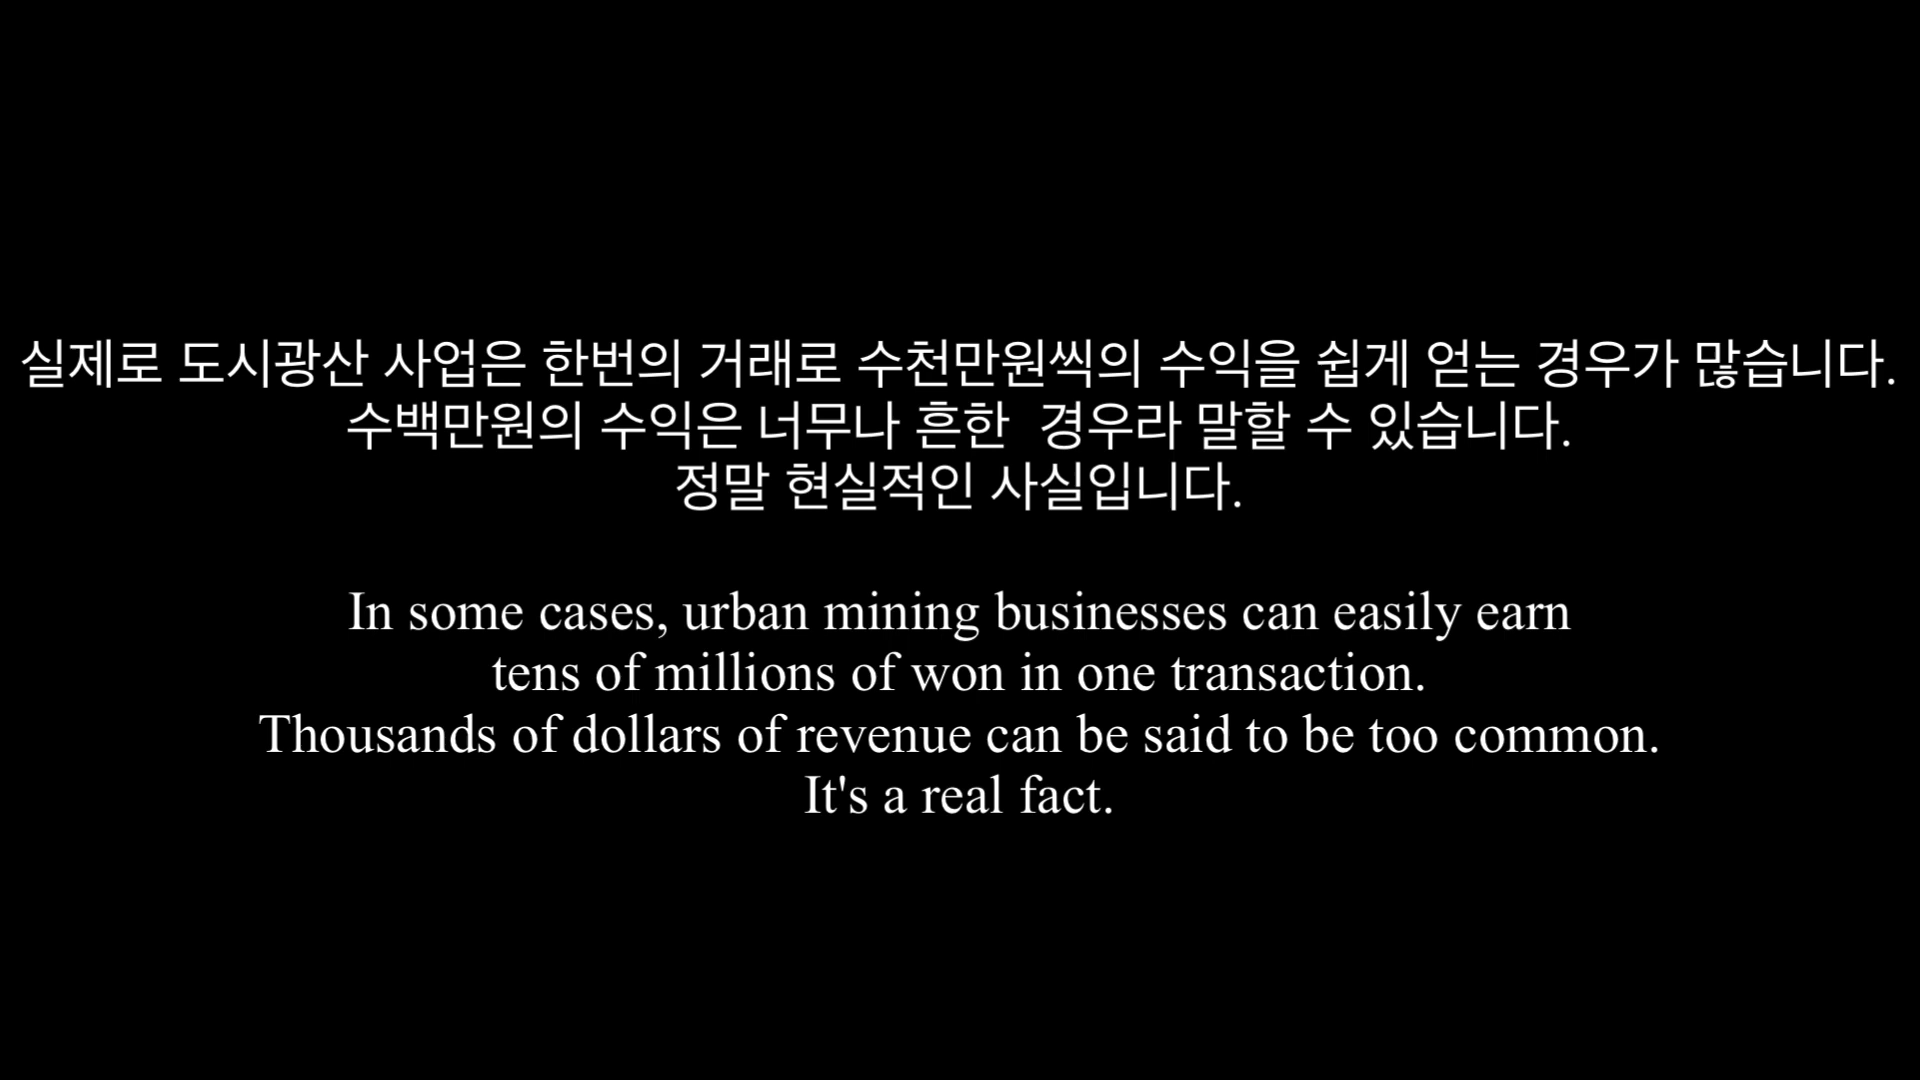 실제로 도시광산 사업은 한번의 거래로 수천만원씩의 수익을 쉽게 얻는 경우가 많습니다.
수백만원의 수익은 너무나 흔한  경우라 말할 수 있습니다.
정말 현실적인 사실입니다.
In some cases, urban mining businesses can easily earn
tens of millions of won in one transaction.
Thousands of dollars of revenue can be said to be too common.
It's a real fact.